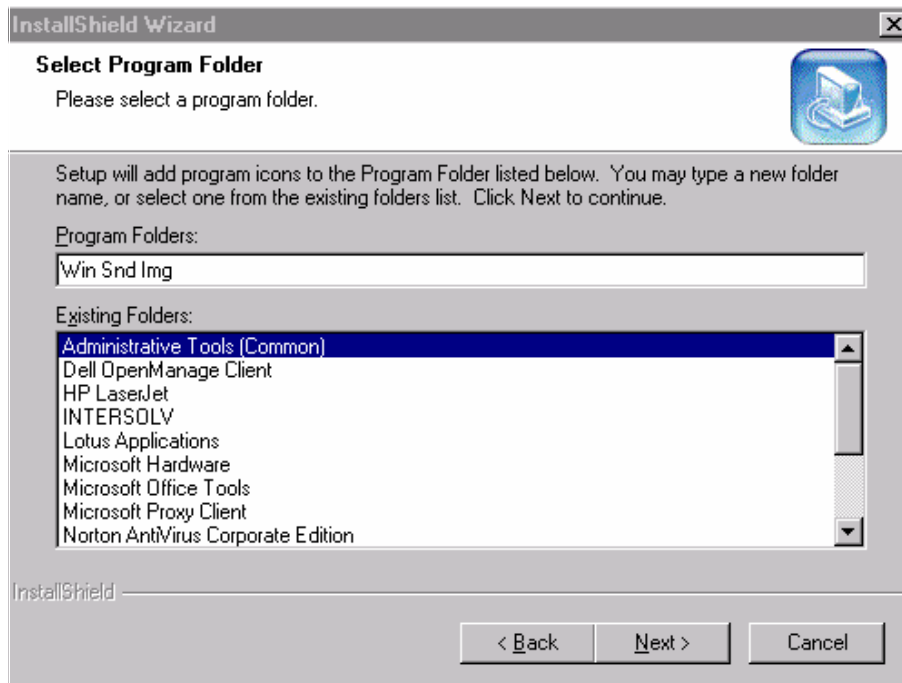 InstallShield Wizard
Select Program Folder
Please select a program folder.
Setup will add program icons to the Program Folder listed below.  You may type a new folder
name, or select one from the existing folders list.  Click Next to continue.
Program Folders:
Win Snd Img
Existing Folders:
Administrative Tools (Common)
Dell OpenManage Client
HP LaserJet
INTERSOLV
Lotus Applications
Microsoft Hardware
Microsoft Office Tools
Microsoft Proxy Client
Norton AntiVirus Corporate Edition
InstallShield
< Back
Next >
Cancel